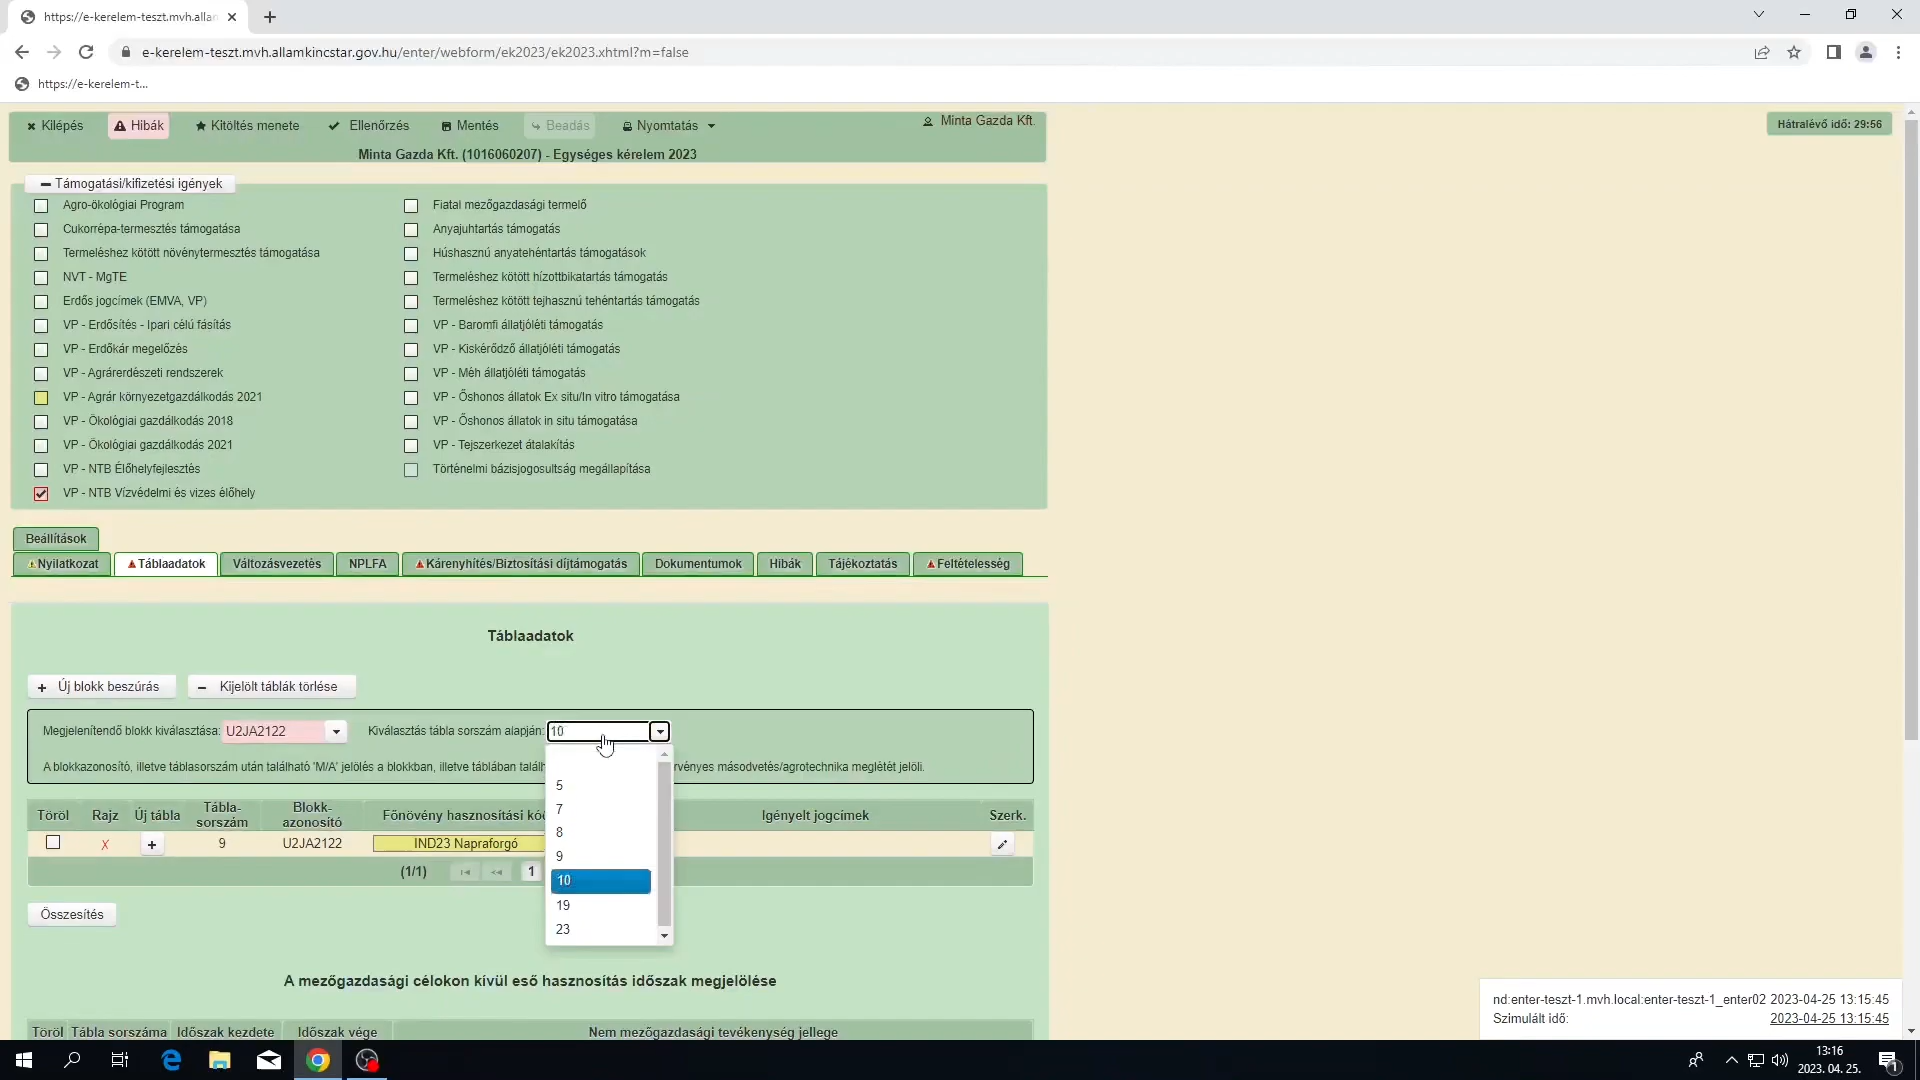 https://e-kerelem-teszt.mvh.allan
e-kerelem-teszt.mvh.allamkincstar.gov.hu/enter/webform/ek2023/ek2023.xhtml?m=false
https://e-kerelem-t...
Kilépés Hibák Kitöltés menete Ellenőrzés Mentés Beadás Nyomtatás Minta Gazda Kft.
Hátralévő idő: 29:56
Minta Gazda Kft. (1016060207) - Egységes kérelem 2023
Támogatási/kifizetési igények
Agro-ökológiai Program Fiatal mezőgazdasági termelő
Cukorrépa-termesztés támogatása Anyajuhtartás támogatás
Termeléshez kötött növénytermesztés támogatása Húshasznú anyatehéntartás támogatások
NVT - MgTE Termeléshez kötött hízottbikatartás támogatás
Erdős jogcímek (EMVA, VP) Termeléshez kötött tejhasznú tehéntartás támogatás
VP - Erdősítés - Ipari célú fásítás VP - Baromfi állatjóléti támogatás
VP - Erdőkár megelőzés VP - Kiskérődző állatjóléti támogatás
VP - Agrárerdészeti rendszerek VP - Méh állatjóléti támogatás
VP - Agrár környezetgazdálkodás 2021 VP - Őshonos állatok Ex situ/In vitro támogatása
VP - Ökológiai gazdálkodás 2018 VP - Őshonos állatok in situ támogatása
VP - Ökológiai gazdálkodás 2021 VP - Tejszerkezet átalakítás
VP - NTB Élőhelyfejlesztés Történelmi bázisjogosultság megállapítása
VP - NTB Vízvédelmi és vizes élőhely
Beállítások
Nyilatkozat Táblaadatok Változásvezetés NPLFA Kárenyhítés/Biztosítási díjtámogatás Dokumentumok Hibák Tájékoztatás Feltételesség
Táblaadatok
+ Új blokk beszúrás − Kijelölt táblák törlése
Megjelenítendő blokk kiválasztása: U2JA2122 Kiválasztás tábla sorszám alapján: 10
A blokkazonosító, illetve táblasorszám után található 'M/A' jelölés a blokkban, illetve táblában talál rvényes másodvetés/agrotechnika meglétét jelöli.
5
7
8
9
10
19
23
Töröl Rajz Új tábla Tábla-sorszám Blokk-azonosító Főnövény hasznosítási kó Igényelt jogcímek Szerk.
X + 9 U2JA2122 IND23 Napraforgó
(1/1) 1
Összesítés
A mezőgazdasági célokon kívül eső hasznosítás időszak megjelölése
Töröl Tábla sorszáma Időszak kezdete Időszak vége Nem mezőgazdasági tevékenység jellege
nd:enter-teszt-1.mvh.local:enter-teszt-1_enter02 2023-04-25 13:15:45
Szimulált idő: 2023-04-25 13:15:45
13:16
2023. 04. 25.
1